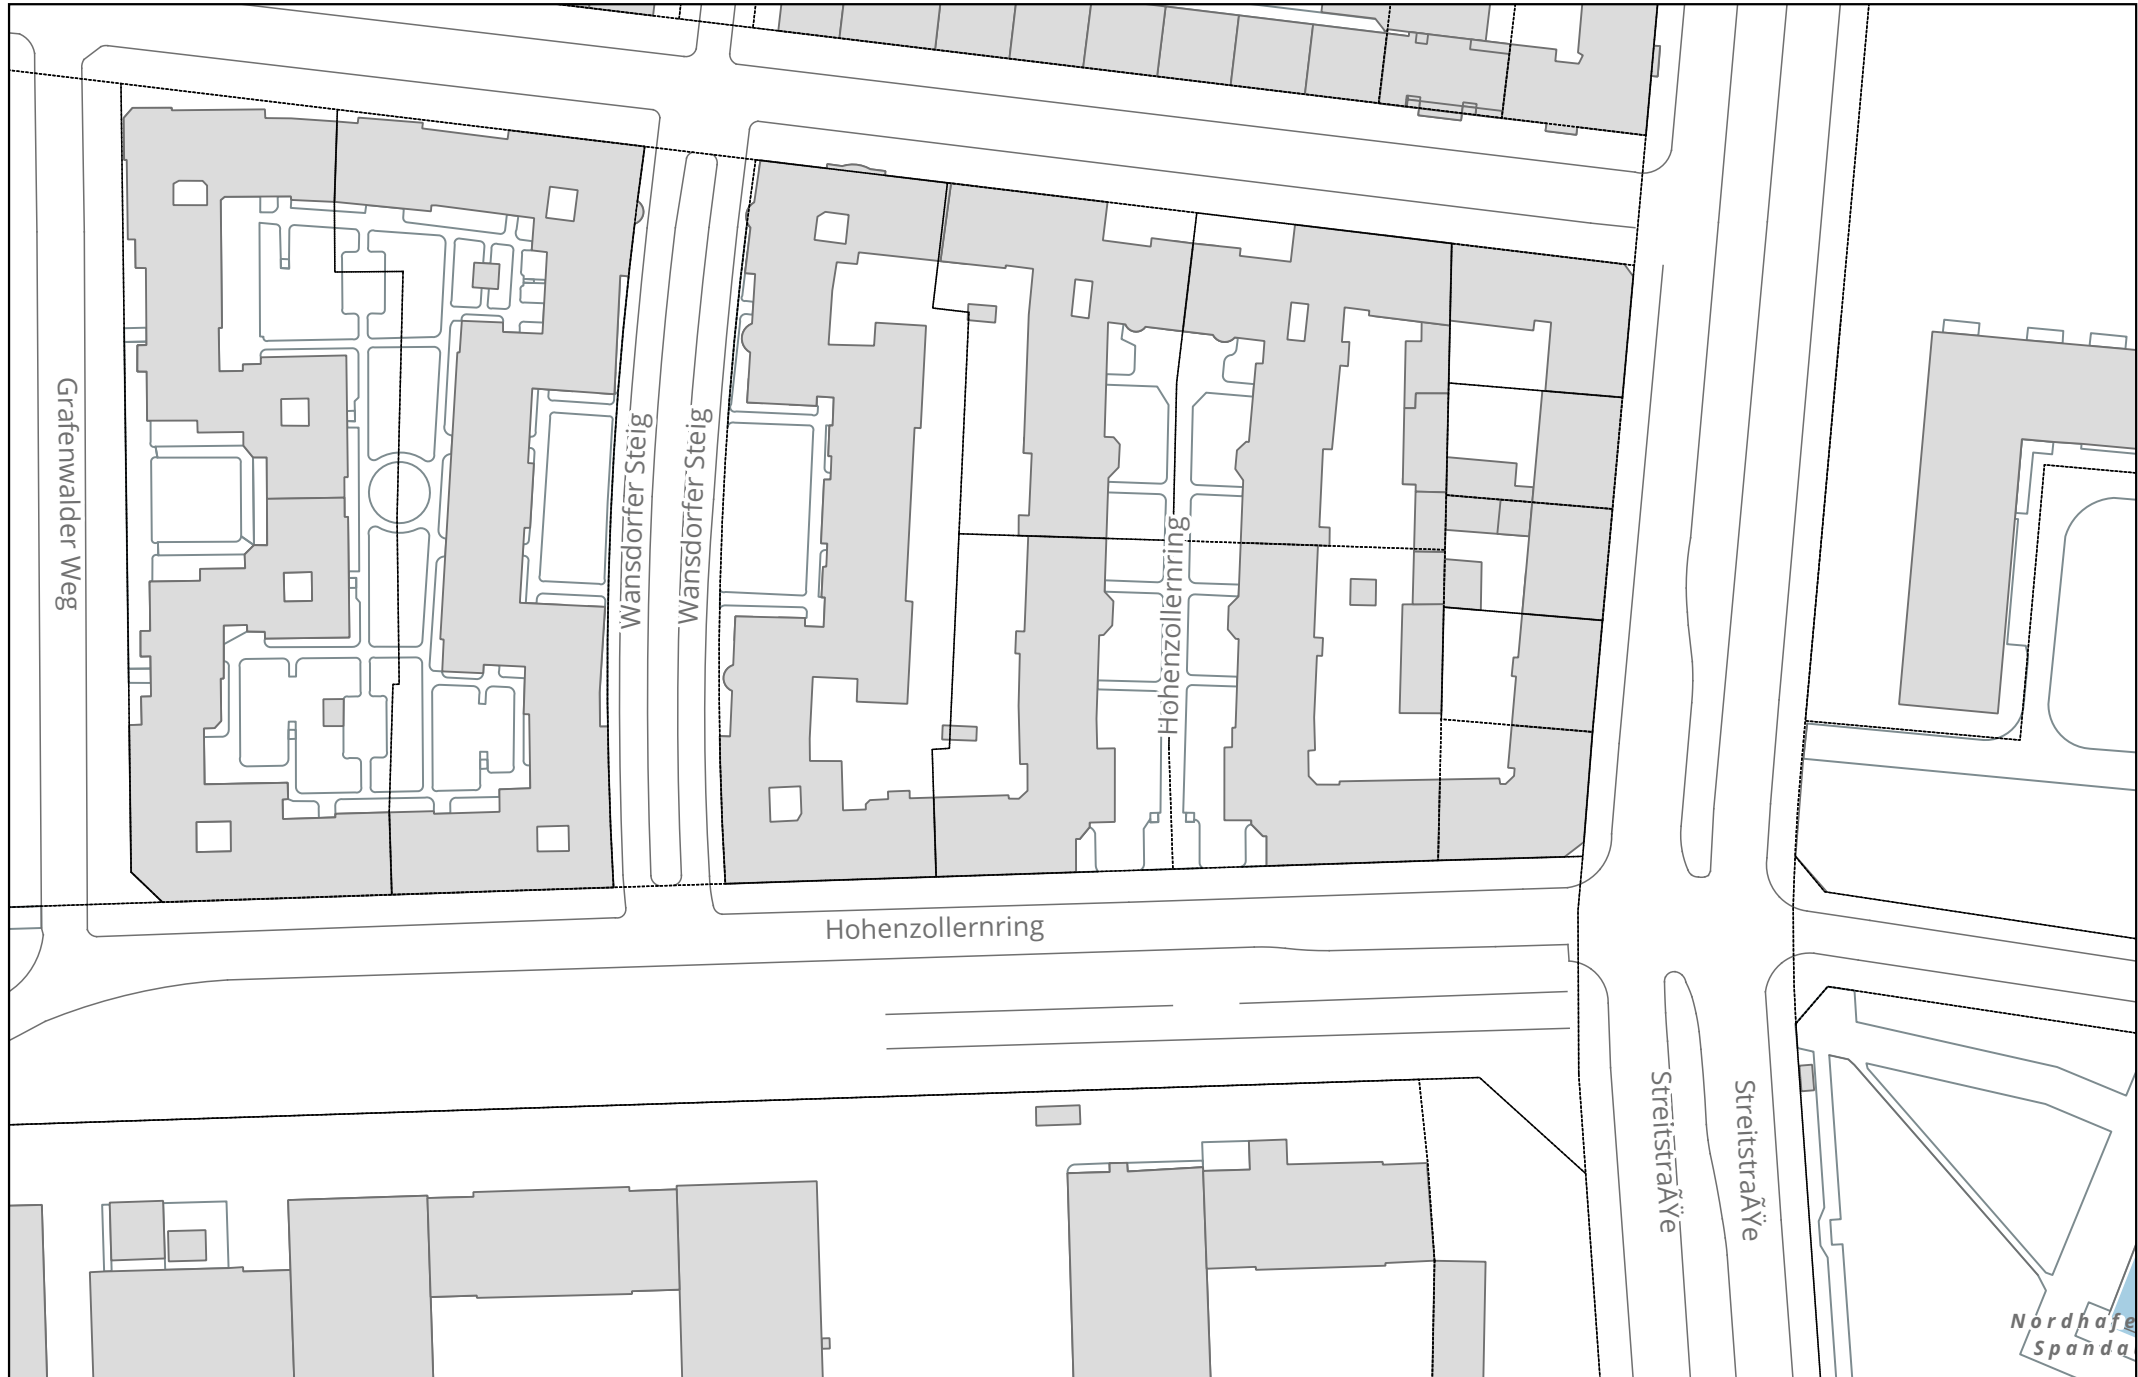 Grafenwalder Weg
Wansdorfer Steig
Wansdorfer Steig
Hohenzollernring
Hohenzollernring
StreitstraÃŸe
StreitstraÃŸe
Nordhafe
Spanda